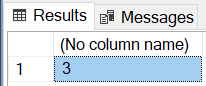 Results Messages
(No column name)
1 3